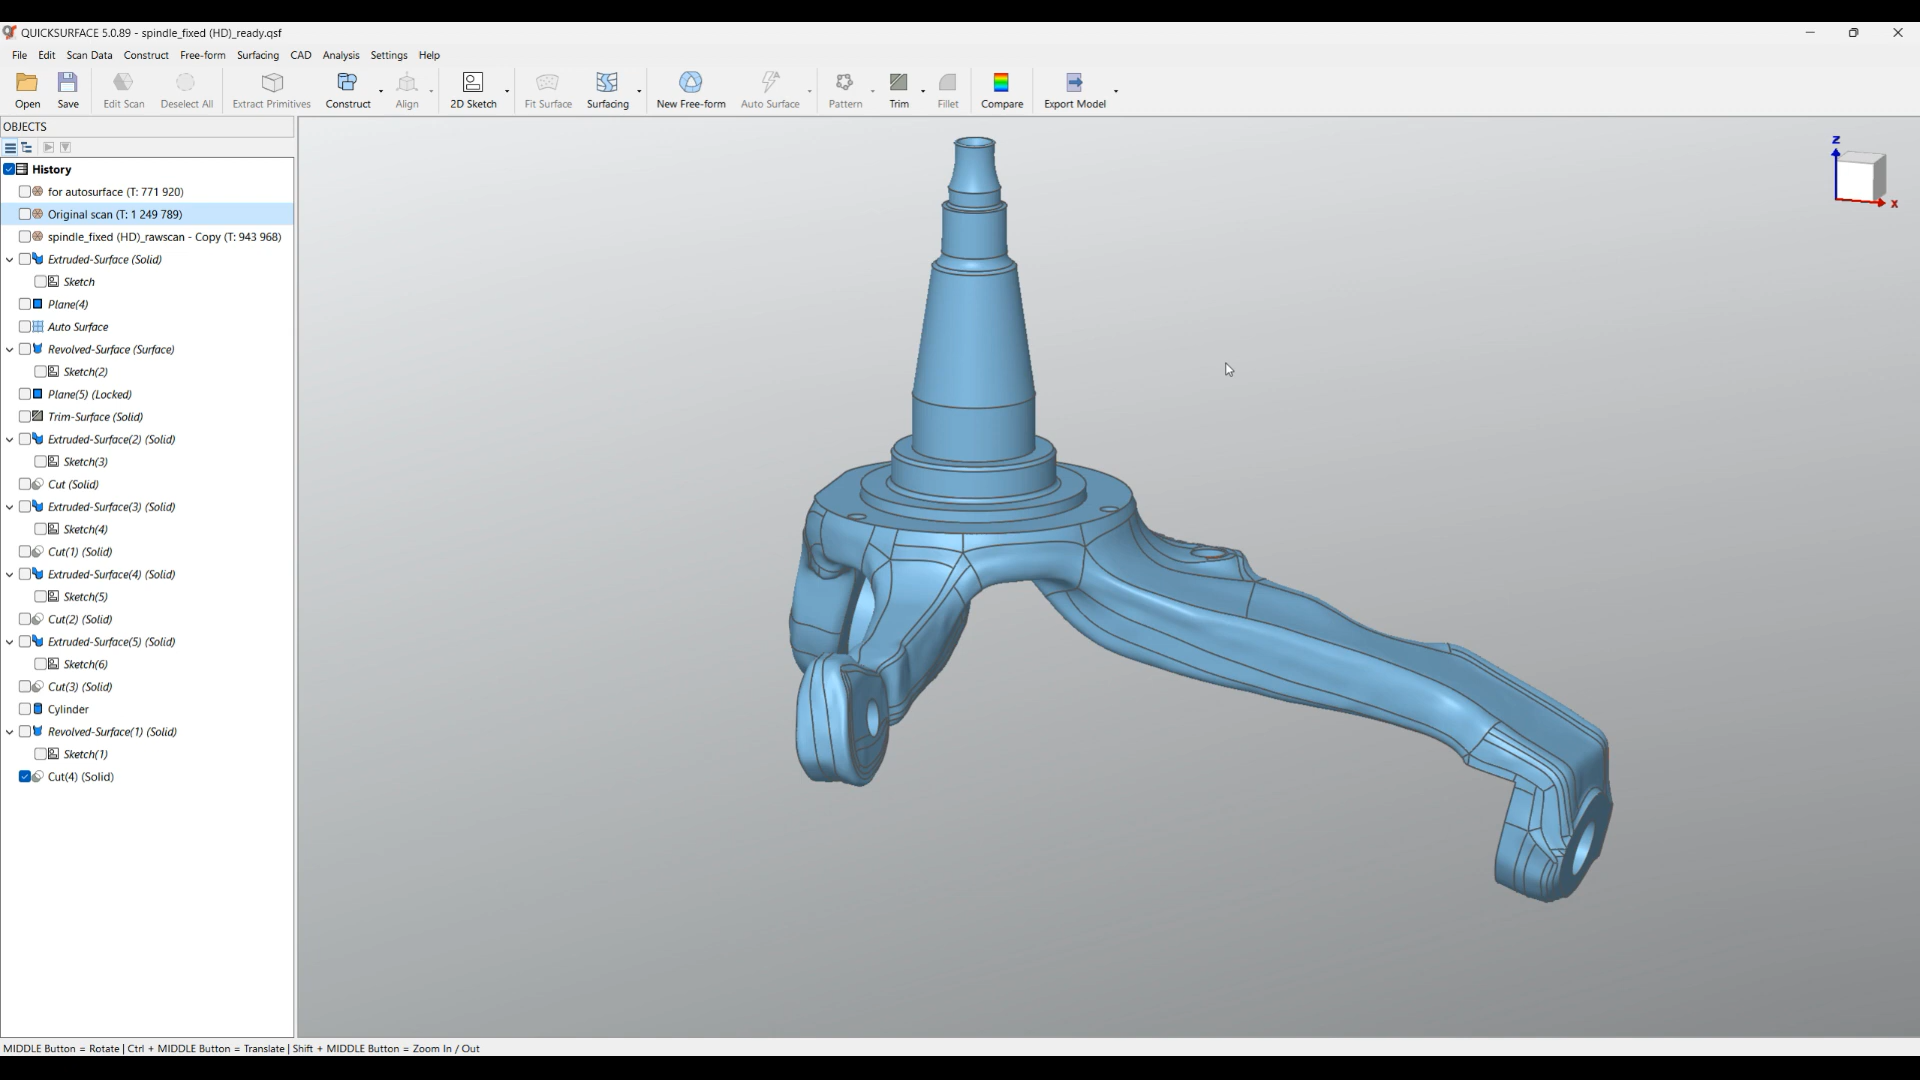 QUICKSURFACE 5.0.89 - spindle_fixed (HD)_ready.qsf
File Edit Scan Data Construct Free-form Surfacing CAD Analysis Settings Help
Open Save Edit Scan Deselect All Extract Primitives Construct Align 2D Sketch Fit Surface Surfacing New Free-form Auto Surface Pattern Trim Fillet Compare Export Model
OBJECTS
History
for autosurface (T: 771 920)
Original scan (T: 1 249 789)
spindle_fixed (HD)_rawscan - Copy (T: 943 968)
Extruded-Surface (Solid)
Sketch
Plane(4)
Auto Surface
Revolved-Surface (Surface)
Sketch(2)
Plane(5) (Locked)
Trim-Surface (Solid)
Extruded-Surface(2) (Solid)
Sketch(3)
Cut (Solid)
Extruded-Surface(3) (Solid)
Sketch(4)
Cut(1) (Solid)
Extruded-Surface(4) (Solid)
Sketch(5)
Cut(2) (Solid)
Extruded-Surface(5) (Solid)
Sketch(6)
Cut(3) (Solid)
Cylinder
Revolved-Surface(1) (Solid)
Sketch(1)
Cut(4) (Solid)
Z
X
MIDDLE Button = Rotate | Ctrl + MIDDLE Button = Translate | Shift + MIDDLE Button = Zoom In / Out